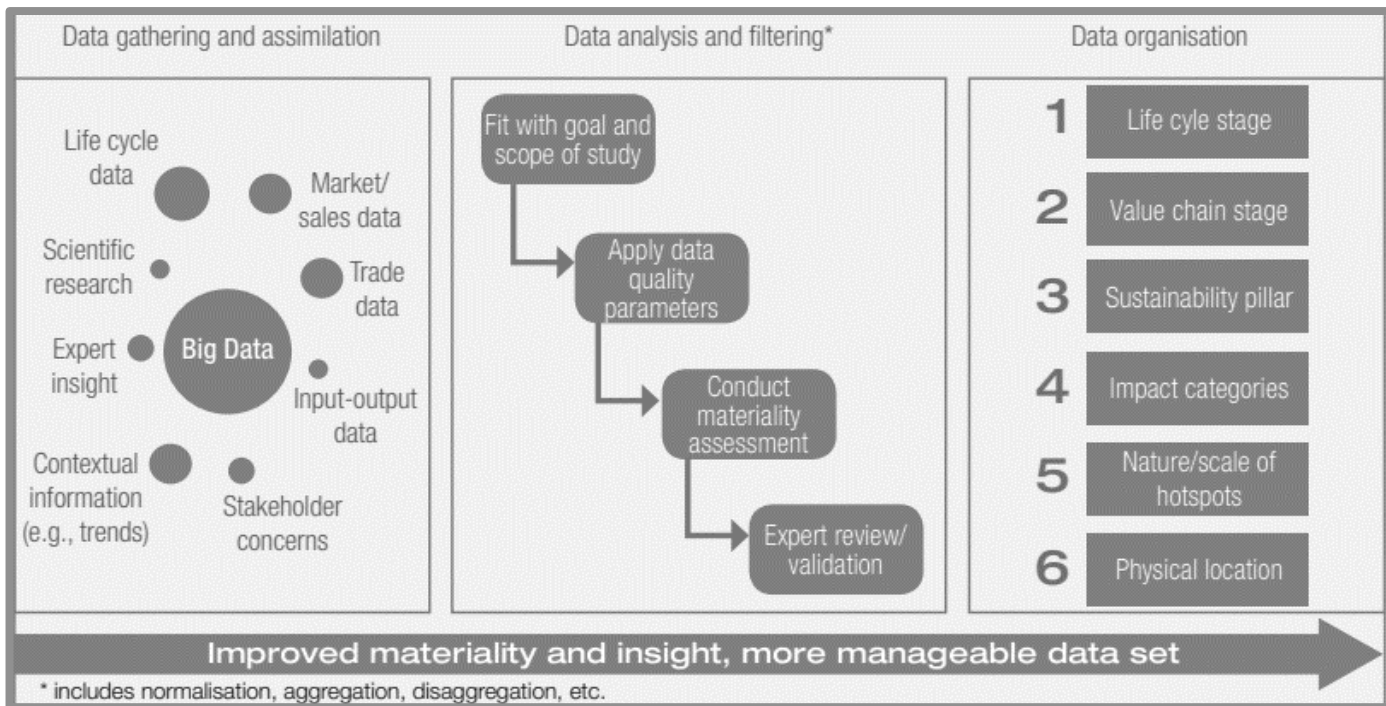 Data gathering and assimilation
Data analysis and filtering*
Data organisation
Life cycle
data
Market/
sales data
Scientific
research
Trade
data
Big Data
Expert
insight
Input-output
data
Contextual
information
(e.g., trends)
Stakeholder
concerns
Fit with goal and
scope of study
Apply data
quality
parameters
Conduct
materiality
assessment
Expert review/
validation
1 Life cyle stage
2 Value chain stage
3 Sustainability pillar
4 Impact categories
5 Nature/scale of
hotspots
6 Physical location
Improved materiality and insight, more manageable data set
* includes normalisation, aggregation, disaggregation, etc.